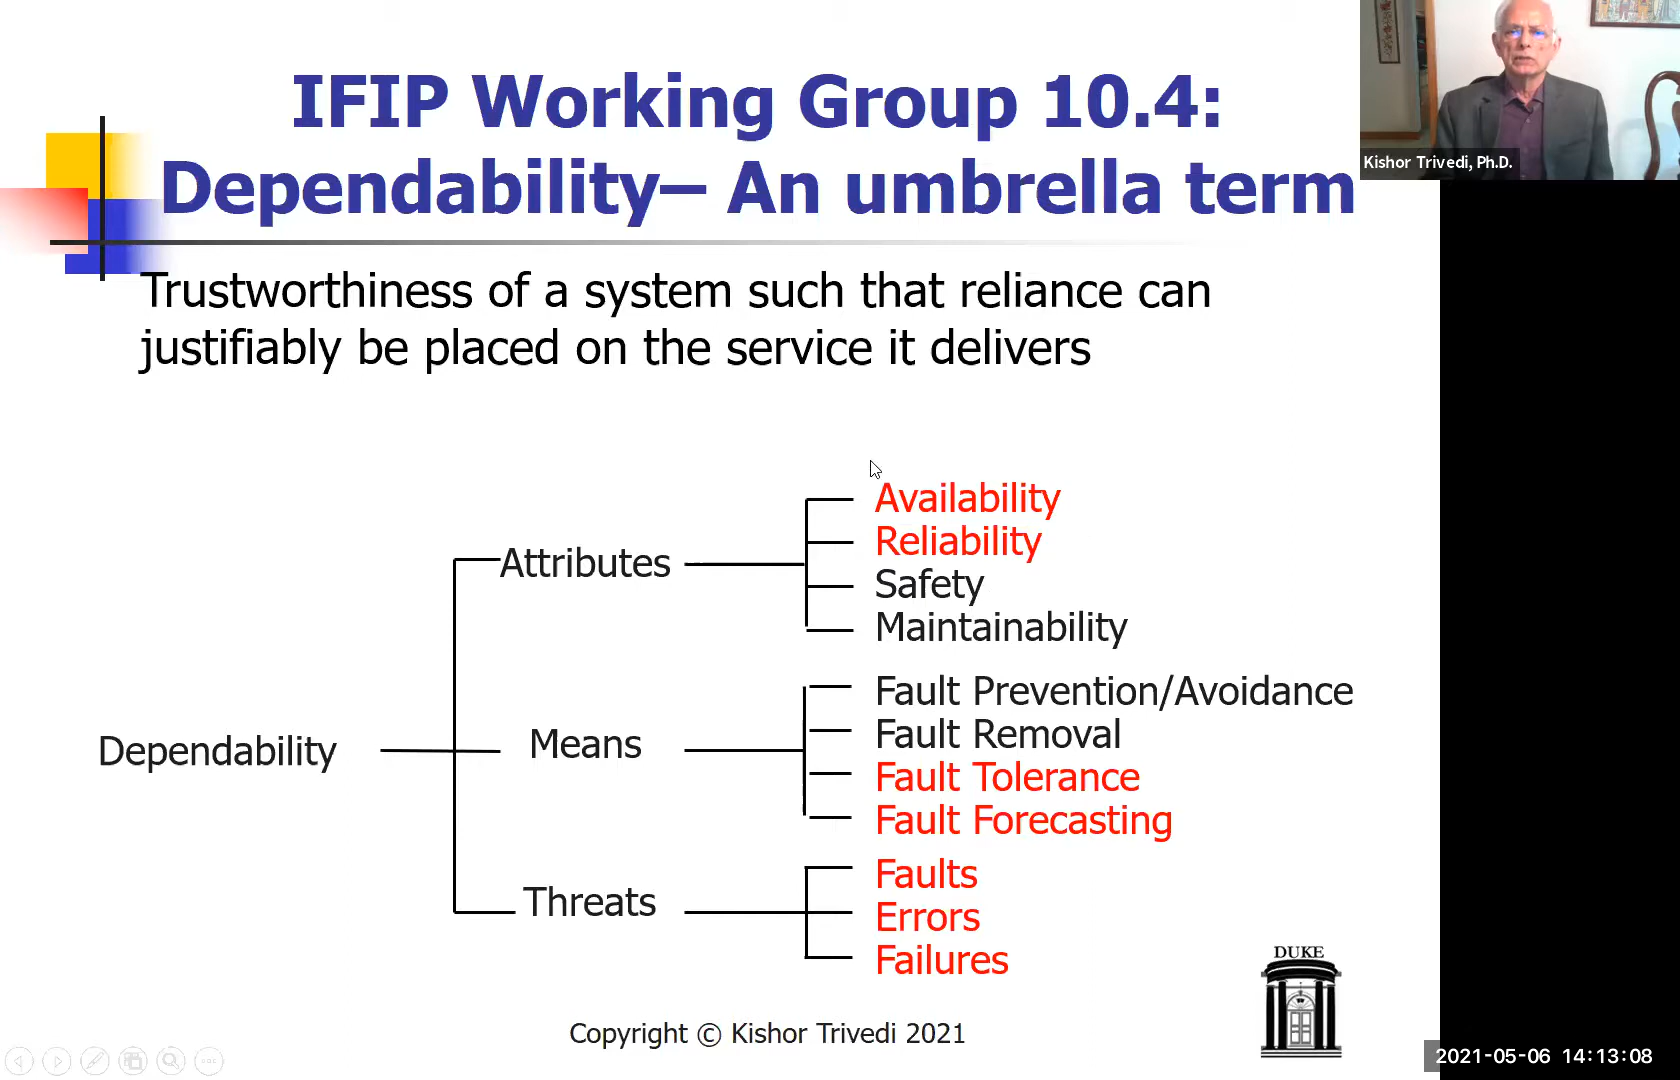 IFIP Working Group 10.4:
Dependability– An umbrella term
Kishor Trivedi, Ph.D.
Trustworthiness of a system such that reliance can
justifiably be placed on the service it delivers
Dependability
Attributes
Availability
Reliability
Safety
Maintainability
Means
Fault Prevention/Avoidance
Fault Removal
Fault Tolerance
Fault Forecasting
Threats
Faults
Errors
Failures
DUKE
Copyright © Kishor Trivedi 2021
2021-05-06 14:13:08